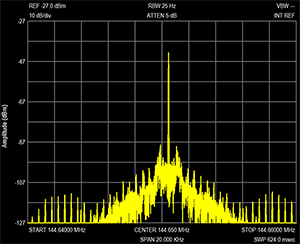 REF -27.0 dBm RBW 25 Hz VBW ---
10 dB/div ATTEN 5 dB INT REF
-27
-47
-67
-87
-107
-127
Amplitude (dBm)
START 144.64000 MHz CENTER 144.650 MHz STOP 144.66000 MHz
SPAN 20.000 KHz SWP 624.0 msec